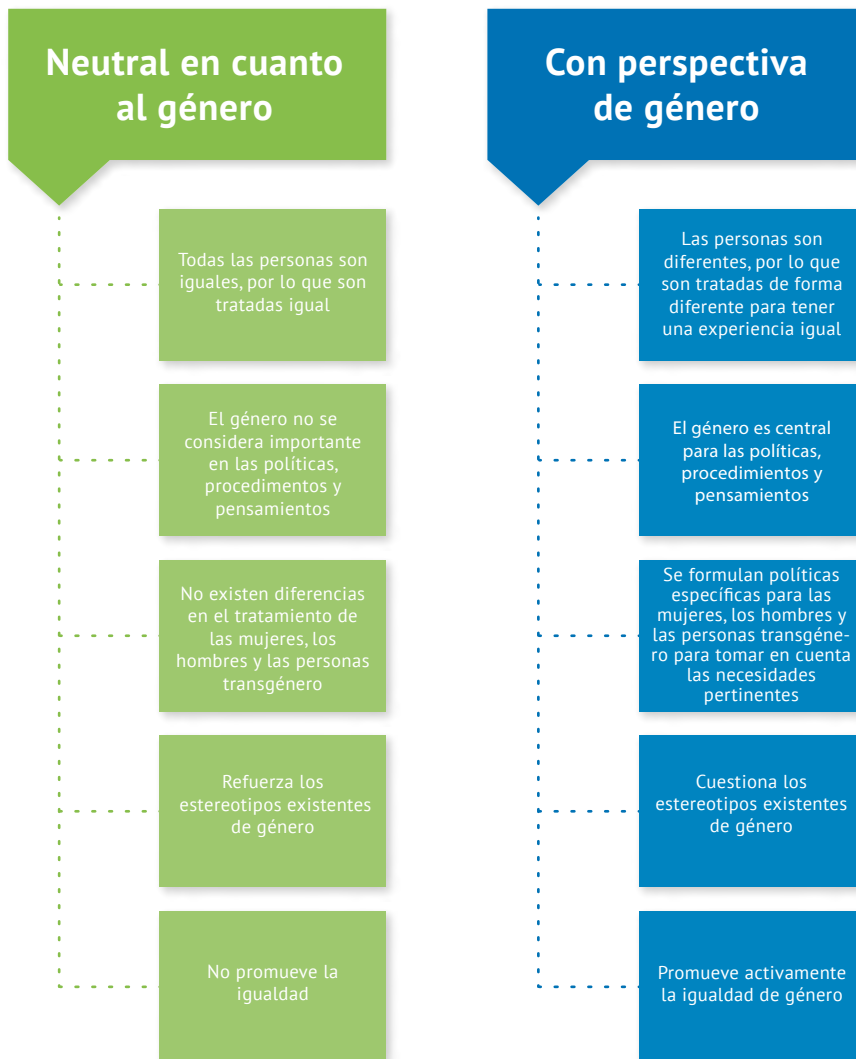 Neutral en cuanto
al género
Todas las personas son
iguales, por lo que son
tratadas igual
El género no se
considera importante
en las políticas,
procedimentos y
pensamientos
No existen diferencias
en el tratamiento de
las mujeres, los
hombres y las personas
transgénero
Refuerza los
estereotipos existentes
de género
No promueve la
igualdad
Con perspectiva
de género
Las personas son
diferentes, por lo que
son tratadas de forma
diferente para tener
una experiencia igual
El género es central
para las políticas,
procedimientos y
pensamientos
Se formulan políticas
específicas para las
mujeres, los hombres y
las personas transgéne-
ro para tomar en cuenta
las necesidades
pertinentes
Cuestiona los
estereotipos existentes
de género
Promueve activamente
la igualdad de género